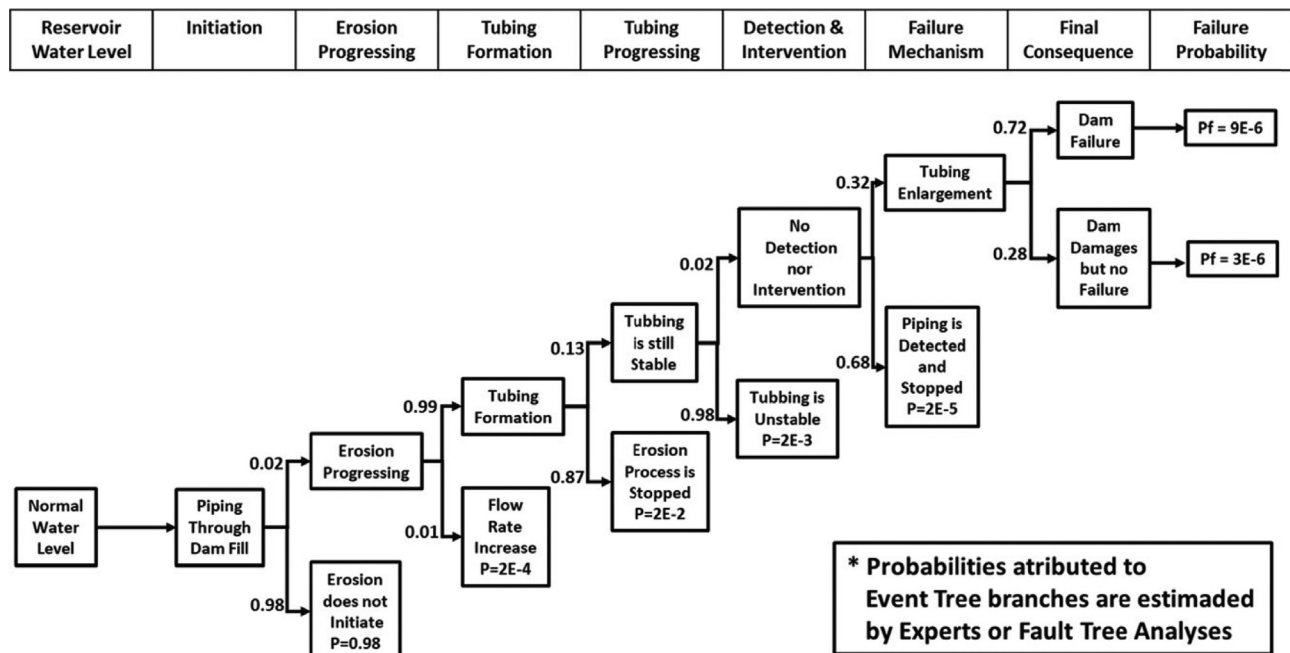 Reservoir
Water Level
Initiation
Erosion
Progressing
Tubing
Formation
Tubing
Progressing
Detection &
Intervention
Failure
Mechanism
Final
Consequence
Failure
Probability
Normal
Water
Level
Piping
Through
Dam Fill
0.02
0.98
Erosion
Progressing
Erosion
does not
Initiate
P=0.98
0.99
0.01
Tubing
Formation
Flow
Rate
Increase
P=2E-4
0.13
0.87
Tubbing
is still
Stable
Erosion
Process is
Stopped
P=2E-2
0.02
0.98
No
Detection
nor
Intervention
Tubbing is
Unstable
P=2E-3
0.32
0.68
Tubing
Enlargement
Piping is
Detected
and
Stopped
P=2E-5
0.72
0.28
Dam
Failure
Dam
Damages
but no
Failure
Pf = 9E-6
Pf = 3E-6
* Probabilities atributed to
Event Tree branches are estimaded
by Experts or Fault Tree Analyses